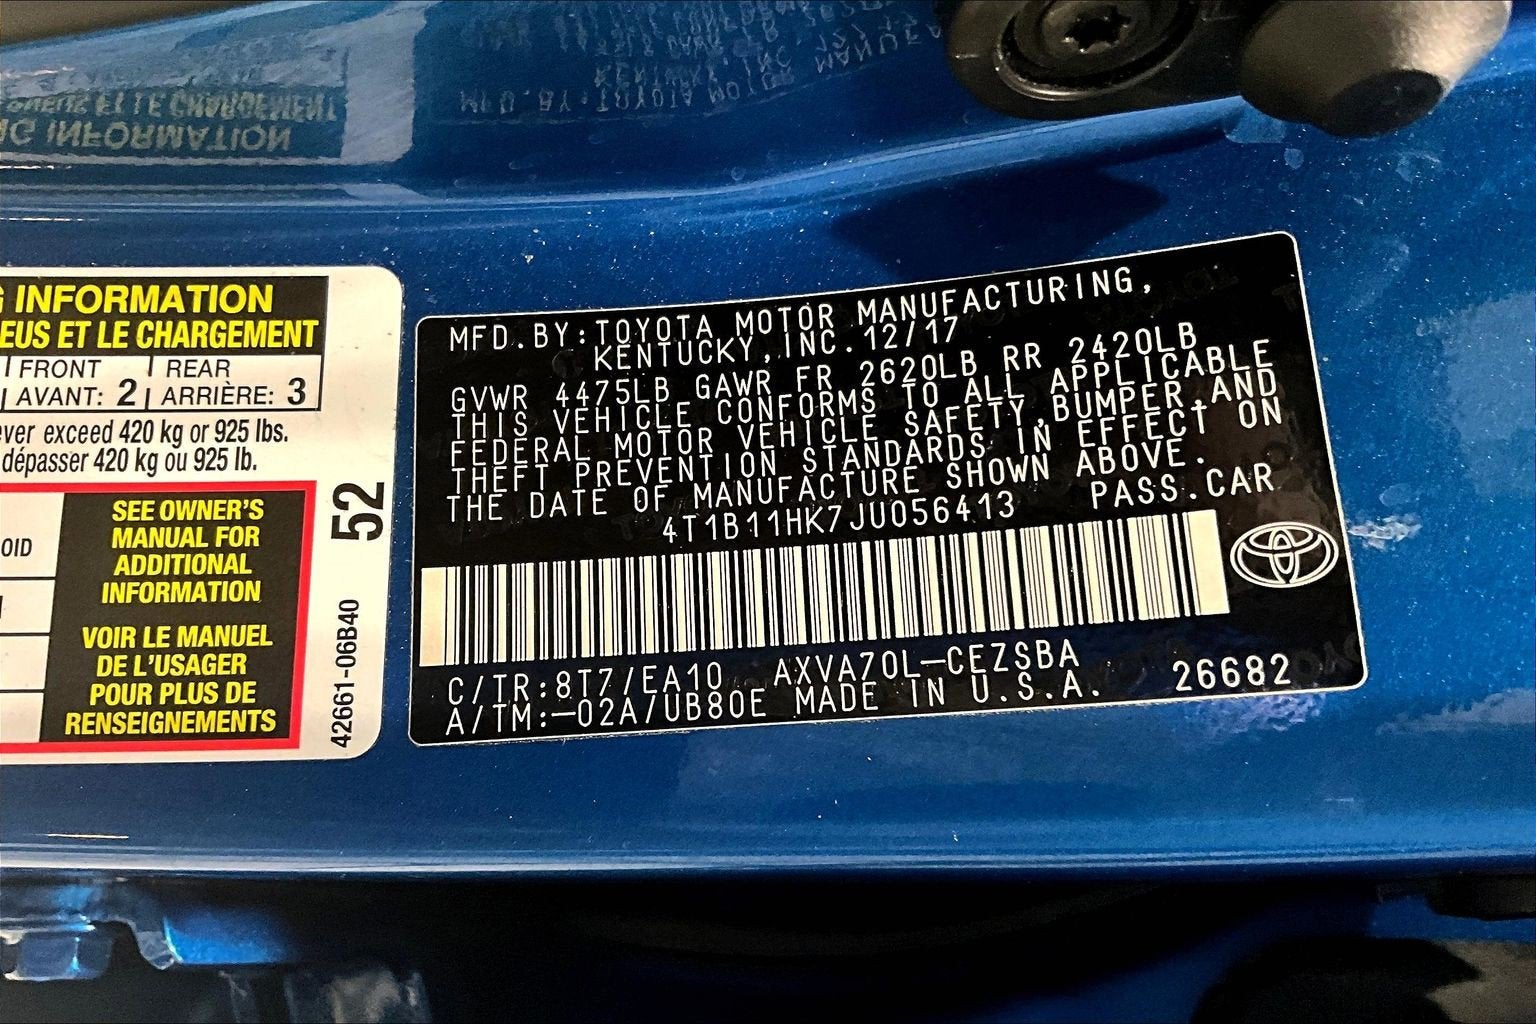 INFORMATION
EUS ET LE CHARGEMENT
FRONT REAR
AVANT: 2 ARRIÈRE: 3
ver exceed 420 kg or 925 lbs.
dépasser 420 kg ou 925 lb.
OID
SEE OWNER'S
MANUAL FOR
ADDITIONAL
INFORMATION
VOIR LE MANUEL
DE L'USAGER
POUR PLUS DE
RENSEIGNEMENTS
52
42661-06B40
MFD.BY:TOYOTA MOTOR MANUFACTURING,
KENTUCKY,INC.12/17
GVWR 4475LB GAWR FR 2620LB RR 2420LB
THIS VEHICLE CONFORMS TO ALL APPLICABLE
FEDERAL MOTOR VEHICLE SAFETY,BUMPER,AND
THEFT PREVENTION STANDARDS IN EFFECT ON
THE DATE OF MANUFACTURE SHOWN ABOVE.
4T1B11HK7JU056413 PASS.CAR
C/TR:8T7/EA10 AXVA70L-CEZSBA
A/TM:-02A/UB80E MADE IN U.S.A. 26682